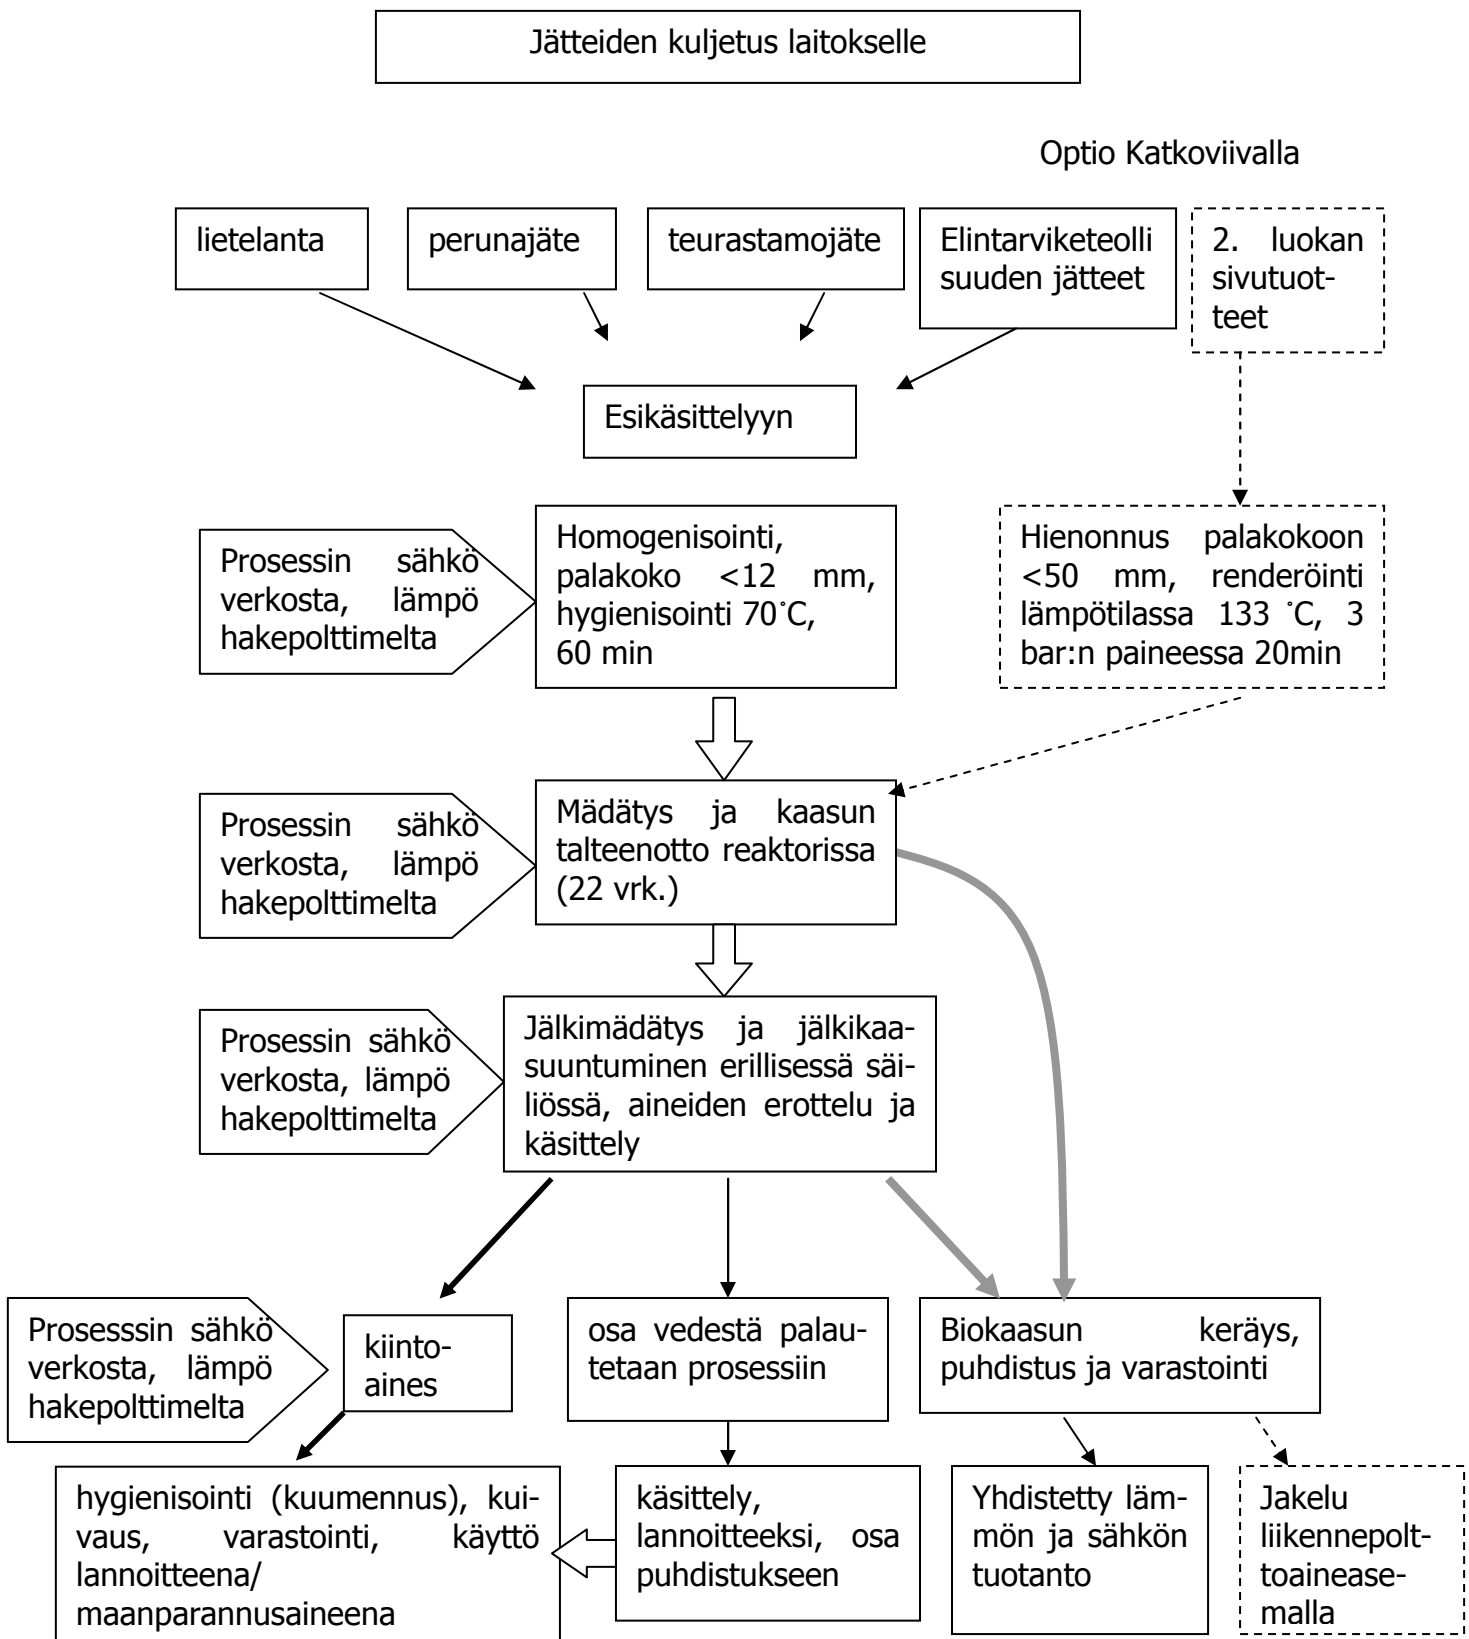 Jätteiden kuljetus laitokselle
Optio Katkoviivalla
lietelanta
perunajäte
teurastamojäte
Elintarviketeolli
suuden jätteet
2. luokan
sivutuot-
teet
Esikäsittelyyn
Prosessin sähkö
verkosta, lämpö
hakepolttimelta
Homogenisointi,
palakoko <12 mm,
hygienisointi 70˚C,
60 min
Hienonnus palakokoon
<50 mm, renderöinti
lämpötilassa 133 ˚C, 3
bar:n paineessa 20min
Prosessin sähkö
verkosta, lämpö
hakepolttimelta
Mädätys ja kaasun
talteenotto reaktorissa
(22 vrk.)
Prosessin sähkö
verkosta, lämpö
hakepolttimelta
Jälkimädätys ja jälkikaa-
suuntuminen erillisessä säi-
liössä, aineiden erottelu ja
käsittely
Prosesssin sähkö
verkosta, lämpö
hakepolttimelta
kiinto-
aines
osa vedestä palau-
tetaan prosessiin
Biokaasun keräys,
puhdistus ja varastointi
hygienisointi (kuumennus), kui-
vaus, varastointi, käyttö
lannoitteena/
maanparannusaineena
käsittely,
lannoitteeksi, osa
puhdistukseen
Yhdistetty läm-
mön ja sähkön
tuotanto
Jakelu
liikennepolt-
toainease-
malla